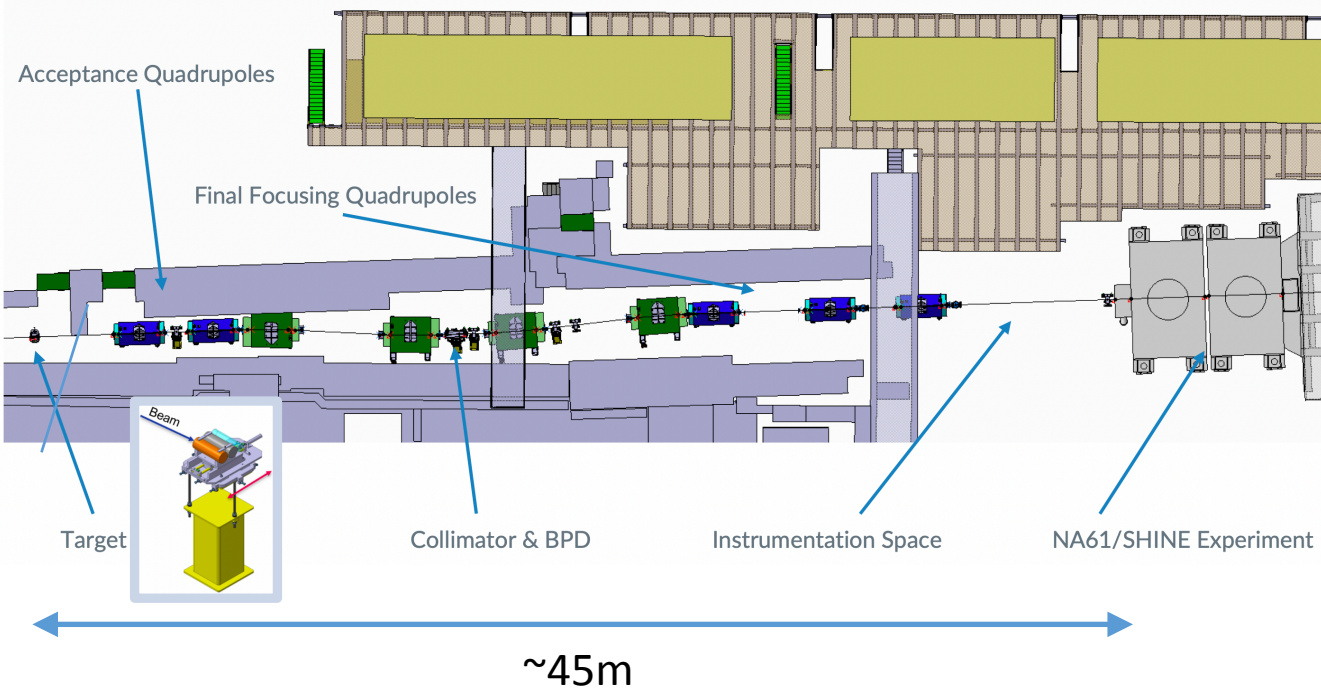 Acceptance Quadrupoles
Final Focusing Quadrupoles
Beam
Target
Collimator & BPD
Instrumentation Space
NA61/SHINE Experiment
~45m